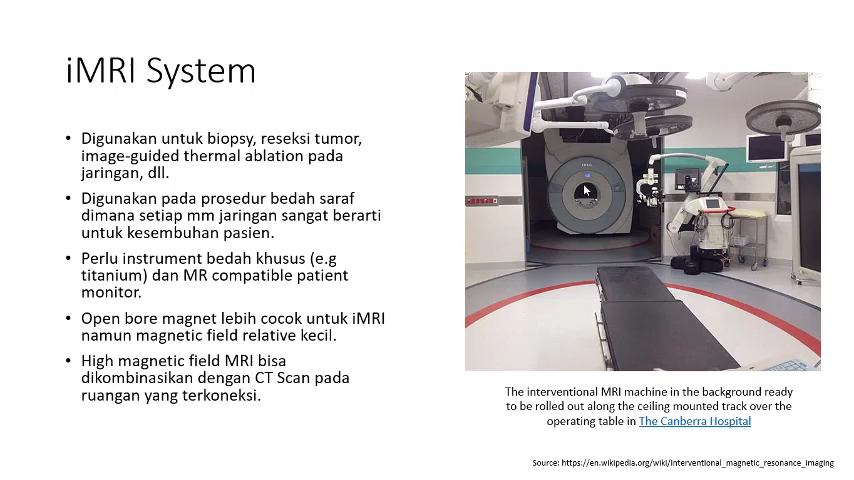 iMRI System
• Digunakan untuk biopsy, reseksi tumor,
image-guided thermal ablation pada
jaringan, dll.
• Digunakan pada prosedur bedah saraf
dimana setiap mm jaringan sangat berarti
untuk kesembuhan pasien.
• Perlu instrument bedah khusus (e.g
titanium) dan MR compatible patient
monitor.
• Open bore magnet lebih cocok untuk iMRI
namun magnetic field relative kecil.
• High magnetic field MRI bisa
dikombinasikan dengan CT Scan pada
ruangan yang terkoneksi.
The interventional MRI machine in the background ready
to be rolled out along the ceiling mounted track over the
operating table in The Canberra Hospital
Source: https://en.wikipedia.org/wiki/Interventional_magnetic_resonance_imaging